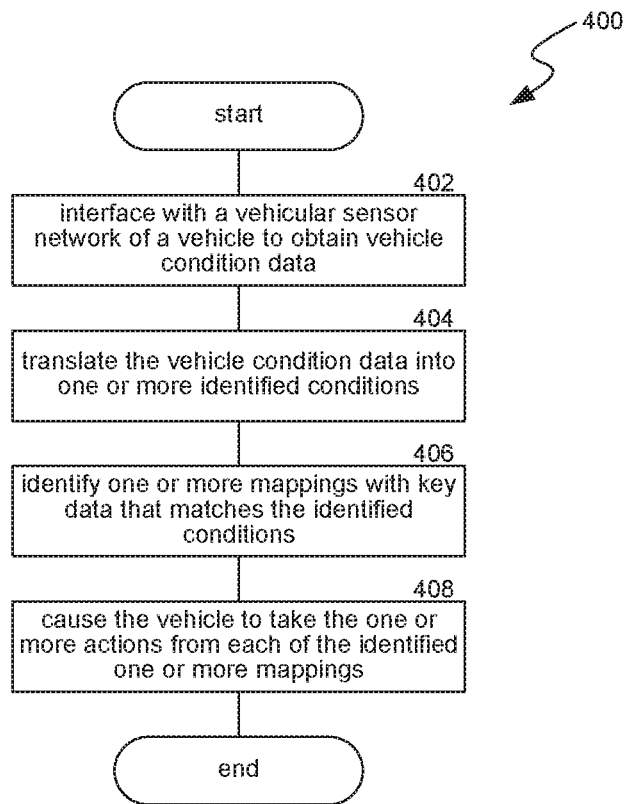 400
start
402
interface with a vehicular sensor
network of a vehicle to obtain vehicle
condition data
404
translate the vehicle condition data into
one or more identified conditions
406
identify one or more mappings with key
data that matches the identified
conditions
408
cause the vehicle to take the one or
more actions from each of the identified
one or more mappings
end